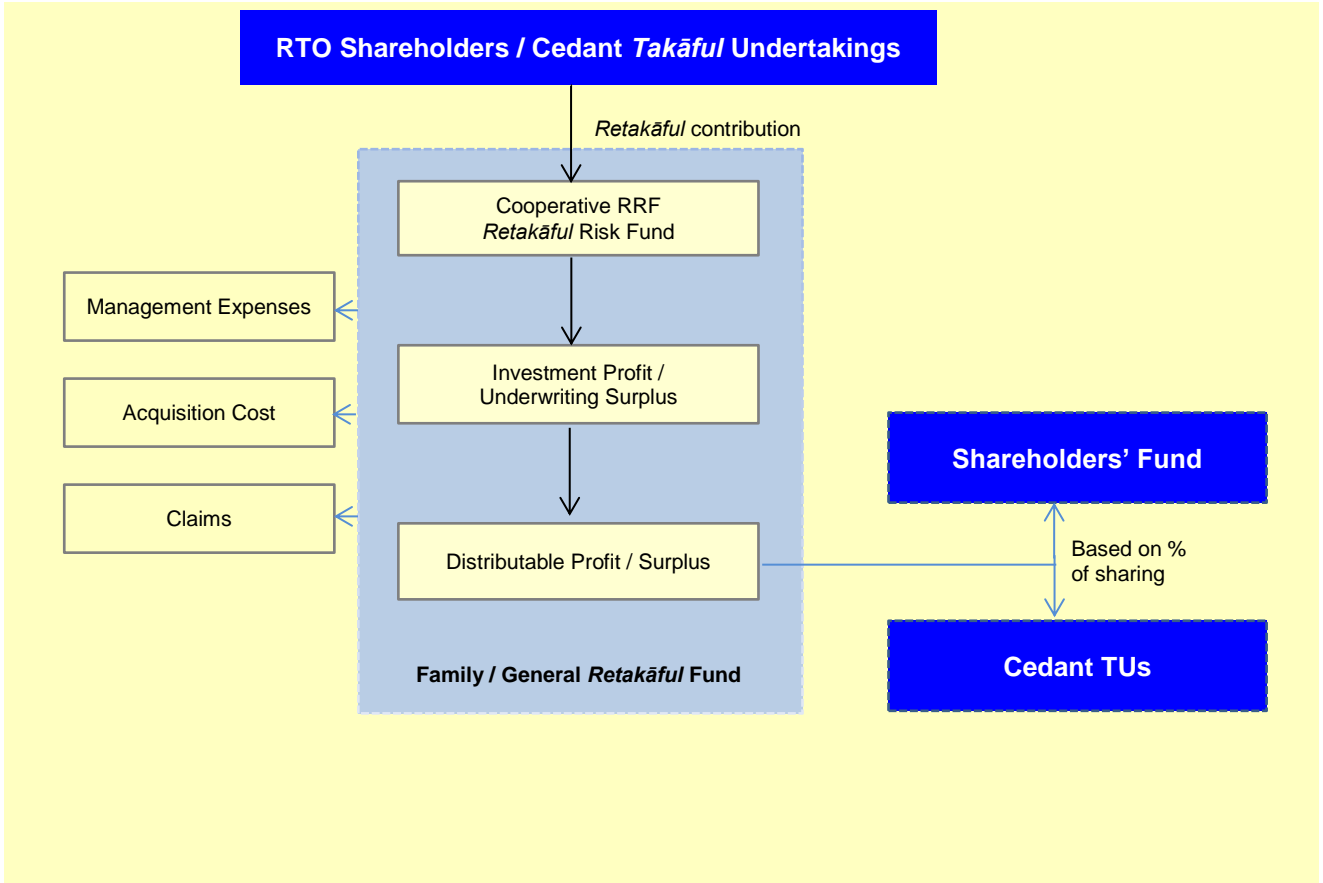 RTO Shareholders / Cedant Takāful Undertakings
Retakāful contribution
Cooperative RRF
Retakāful Risk Fund
Management Expenses
Investment Profit /
Underwriting Surplus
Acquisition Cost
Shareholders’ Fund
Claims
Distributable Profit / Surplus
Based on %
of sharing
Family / General Retakāful Fund
Cedant TUs